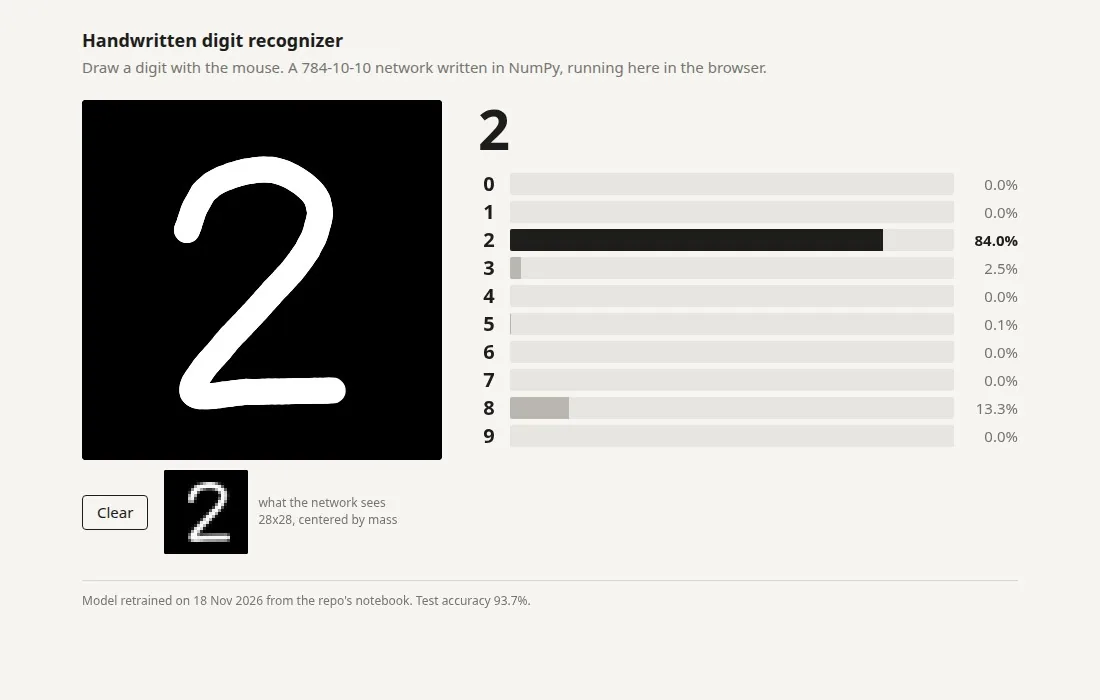 Handwritten digit recognizer
Draw a digit with the mouse. A 784-10-10 network written in NumPy, running here in the browser.
2
2
0 0.0%
1 0.0%
2 84.0%
3 2.5%
4 0.0%
5 0.1%
6 0.0%
7 0.0%
8 13.3%
9 0.0%
Clear
2
what the network sees
28x28, centered by mass
Model retrained on 18 Nov 2026 from the repo's notebook. Test accuracy 93.7%.